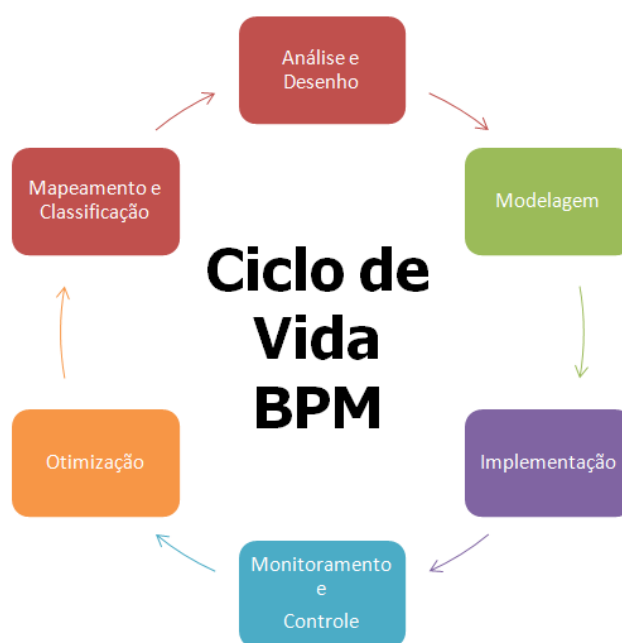 Análise e
Desenho
Mapeamento e
Classificação
Modelagem
Ciclo de
Vida
BPM
Otimização
Implementação
Monitoramento
e
Controle